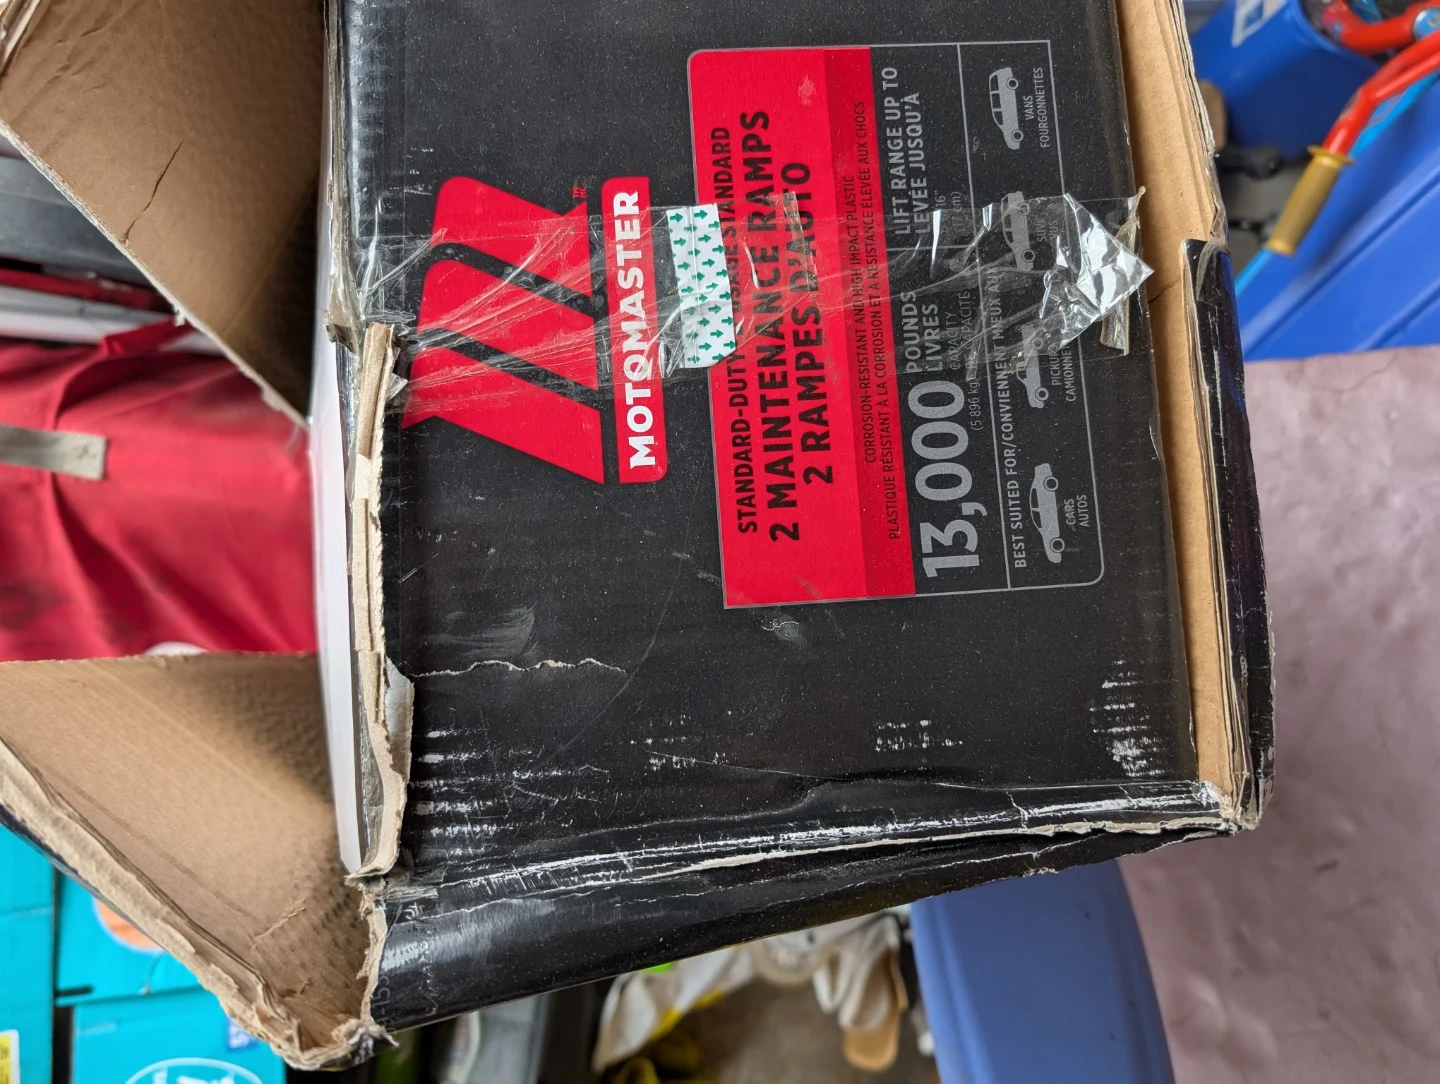 MOTOMASTER
STANDARD-DUTY STANDARD
2 MAINTENANCE RAMPS
2 RAMPES D'AUTO
CORROSION-RESISTANT AND HIGH IMPACT PLASTIC
PLASTIQUE RÉSISTANT À LA CORROSION ET À RÉSISTANCE ÉLEVÉE AUX CHOCS
13,000 POUNDS
LIVRES
CAPACITY
LIFT RANGE UP TO
LEVÉE JUSQU'À
BEST SUITED FOR/CONVIENNENT MIEUX AUX
CARS
AUTOS
VANS
FOURGONNETTES